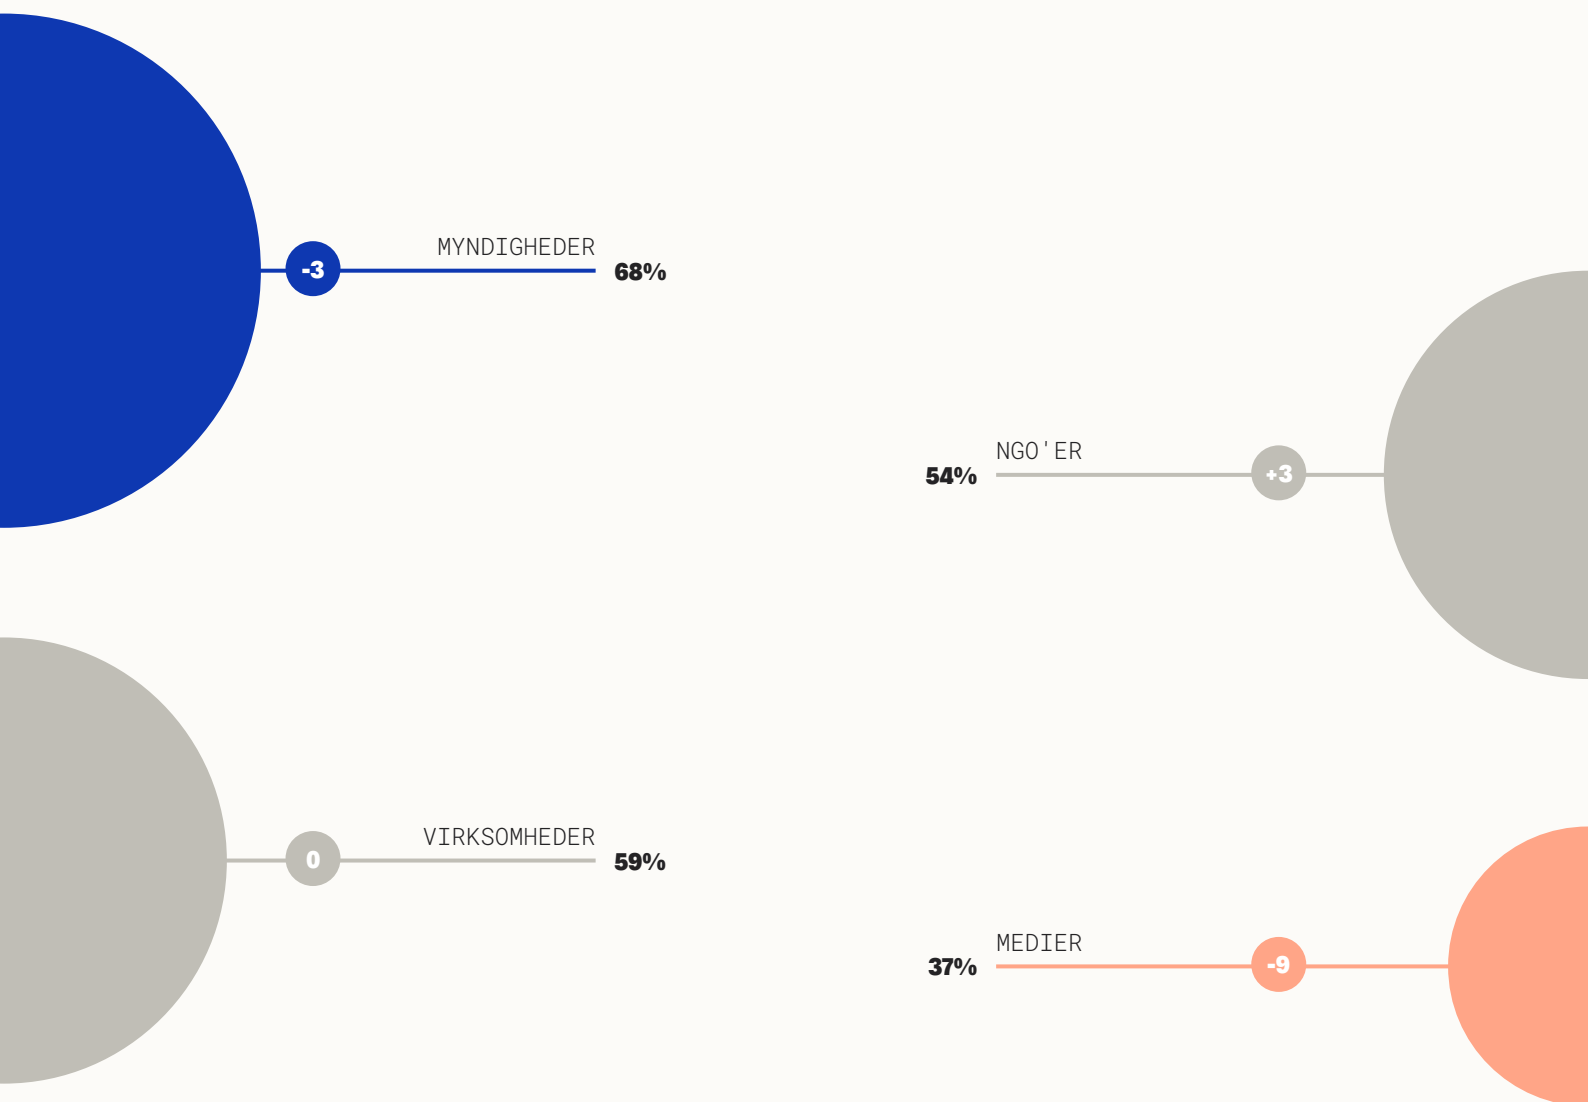 MYNDIGHEDER
-3
68%
NGO'ER
54%
+3
VIRKSOMHEDER
0
59%
MEDIER
37%
-9